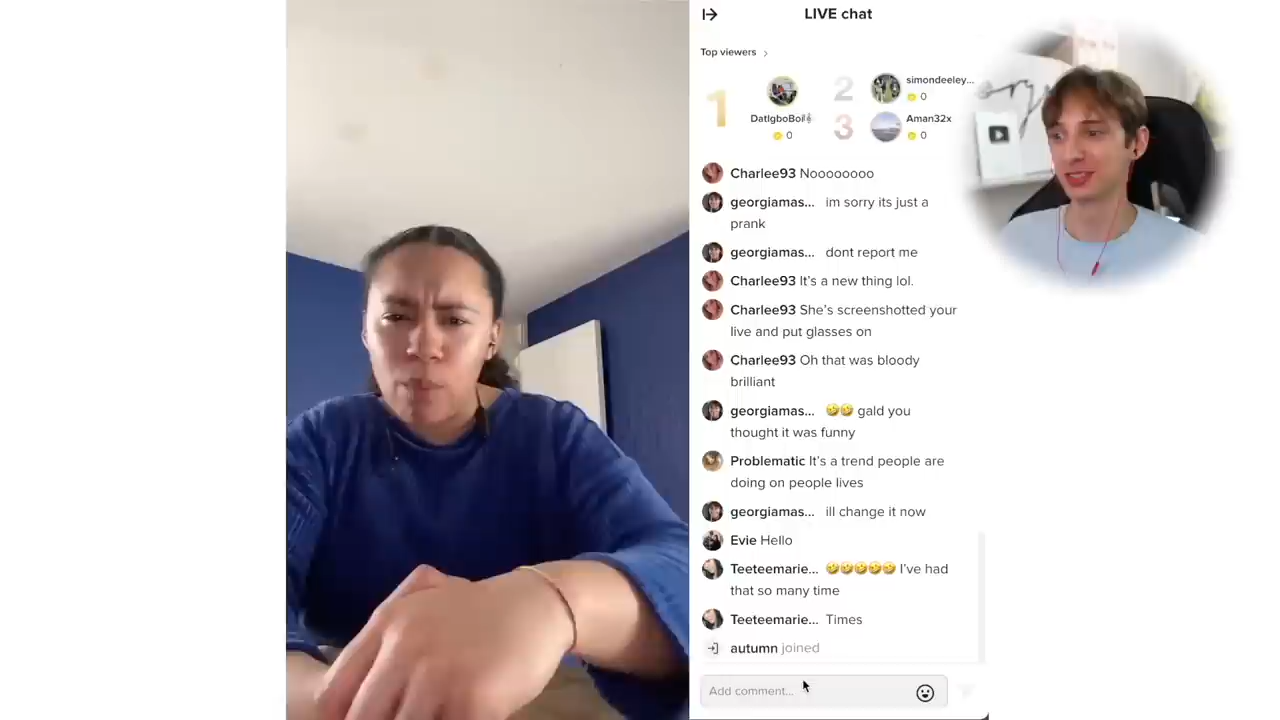 LIVE chat
Top viewers >
1
DatIgboBoi
0
2
simondeeley...
0
3
Aman32x
0
Charlee93 Noooooooo
georgiamas... im sorry its just a
prank
georgiamas... dont report me
Charlee93 It's a new thing lol.
Charlee93 She's screenshotted your
live and put glasses on
Charlee93 Oh that was bloody
brilliant
georgiamas... 🤣🤣 gald you
thought it was funny
Problematic It's a trend people are
doing on people lives
georgiamas... ill change it now
Evie Hello
Teeteemarie... 🤣🤣🤣🤣🤣 I've had
that so many time
Teeteemarie... Times
autumn joined
Add comment...